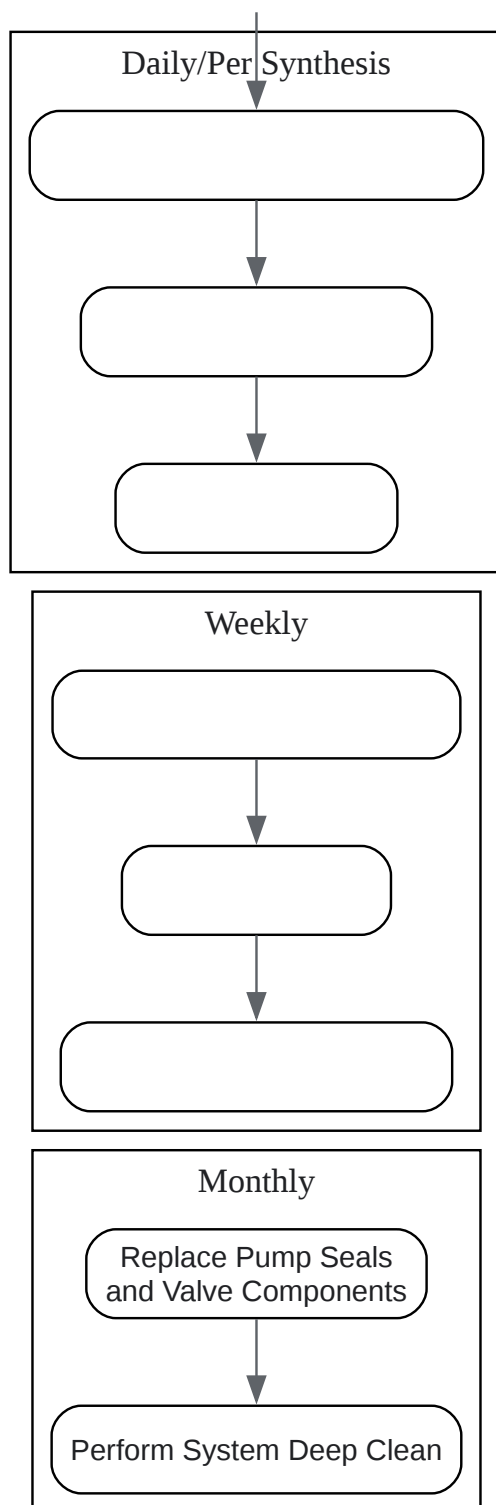 Daily/Per Synthesis
Weekly
Monthly
Replace Pump Seals
and Valve Components
Perform System Deep Clean